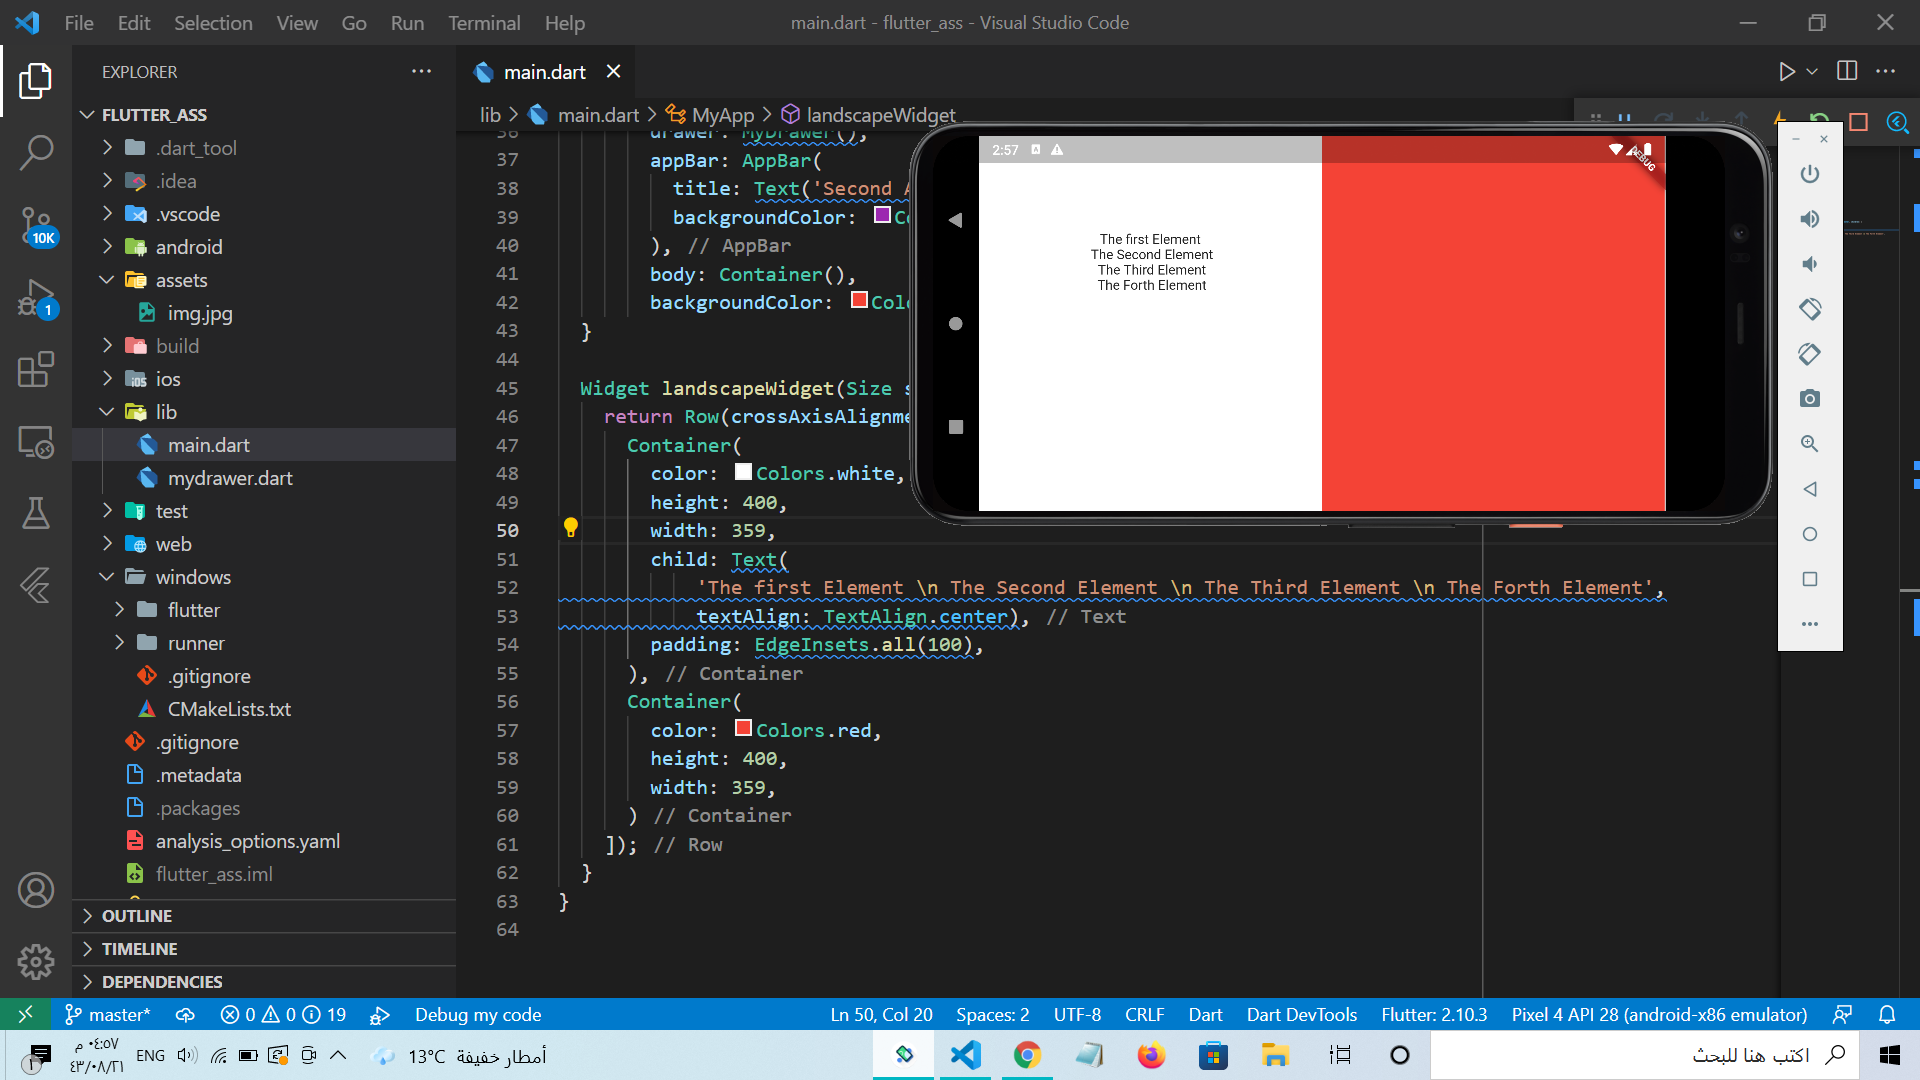 File Edit Selection View Go Run Terminal Help
main.dart - flutter_ass - Visual Studio Code
EXPLORER
FLUTTER_ASS
.dart_tool
.idea
.vscode
android
assets
img.jpg
build
ios
lib
main.dart
mydrawer.dart
test
web
windows
flutter
runner
.gitignore
CMakeLists.txt
.gitignore
.metadata
.packages
analysis_options.yaml
flutter_ass.iml
OUTLINE
TIMELINE
DEPENDENCIES
10K
1
main.dart
lib > main.dart > MyApp > landscapeWidget
36 drawer: MyDrawer(),
37 appBar: AppBar(
38 title: Text('Second
39 backgroundColor:
40 ), // AppBar
41 body: Container(),
42 backgroundColor:
43 }
44
45 Widget landscapeWidget(Size
46 return Row(
47 Container(
48 color: Colors.white,
49 height: 400,
50 width: 359,
51 child: Text(
52 'The first Element \n The Second Element \n The Third Element \n The Forth Element',
53 textAlign: TextAlign.center), // Text
54 padding: EdgeInsets.all(100),
55 ), // Container
56 Container(
57 color: Colors.red,
58 height: 400,
59 width: 359,
60 ) // Container
61 ]); // Row
62 }
63 }
64
2:57
DEBUG
The first Element
The Second Element
The Third Element
The Forth Element
master* 0 0 19 Debug my code
Ln 50, Col 20 Spaces: 2 UTF-8 CRLF Dart Dart DevTools Flutter: 2.10.3 Pixel 4 API 28 (android-x86 emulator)
٠٤:٥٧ م
٤٣/٠٨/٢١
ENG
13°C أمطار خفيفة
اكتب هنا للبحث